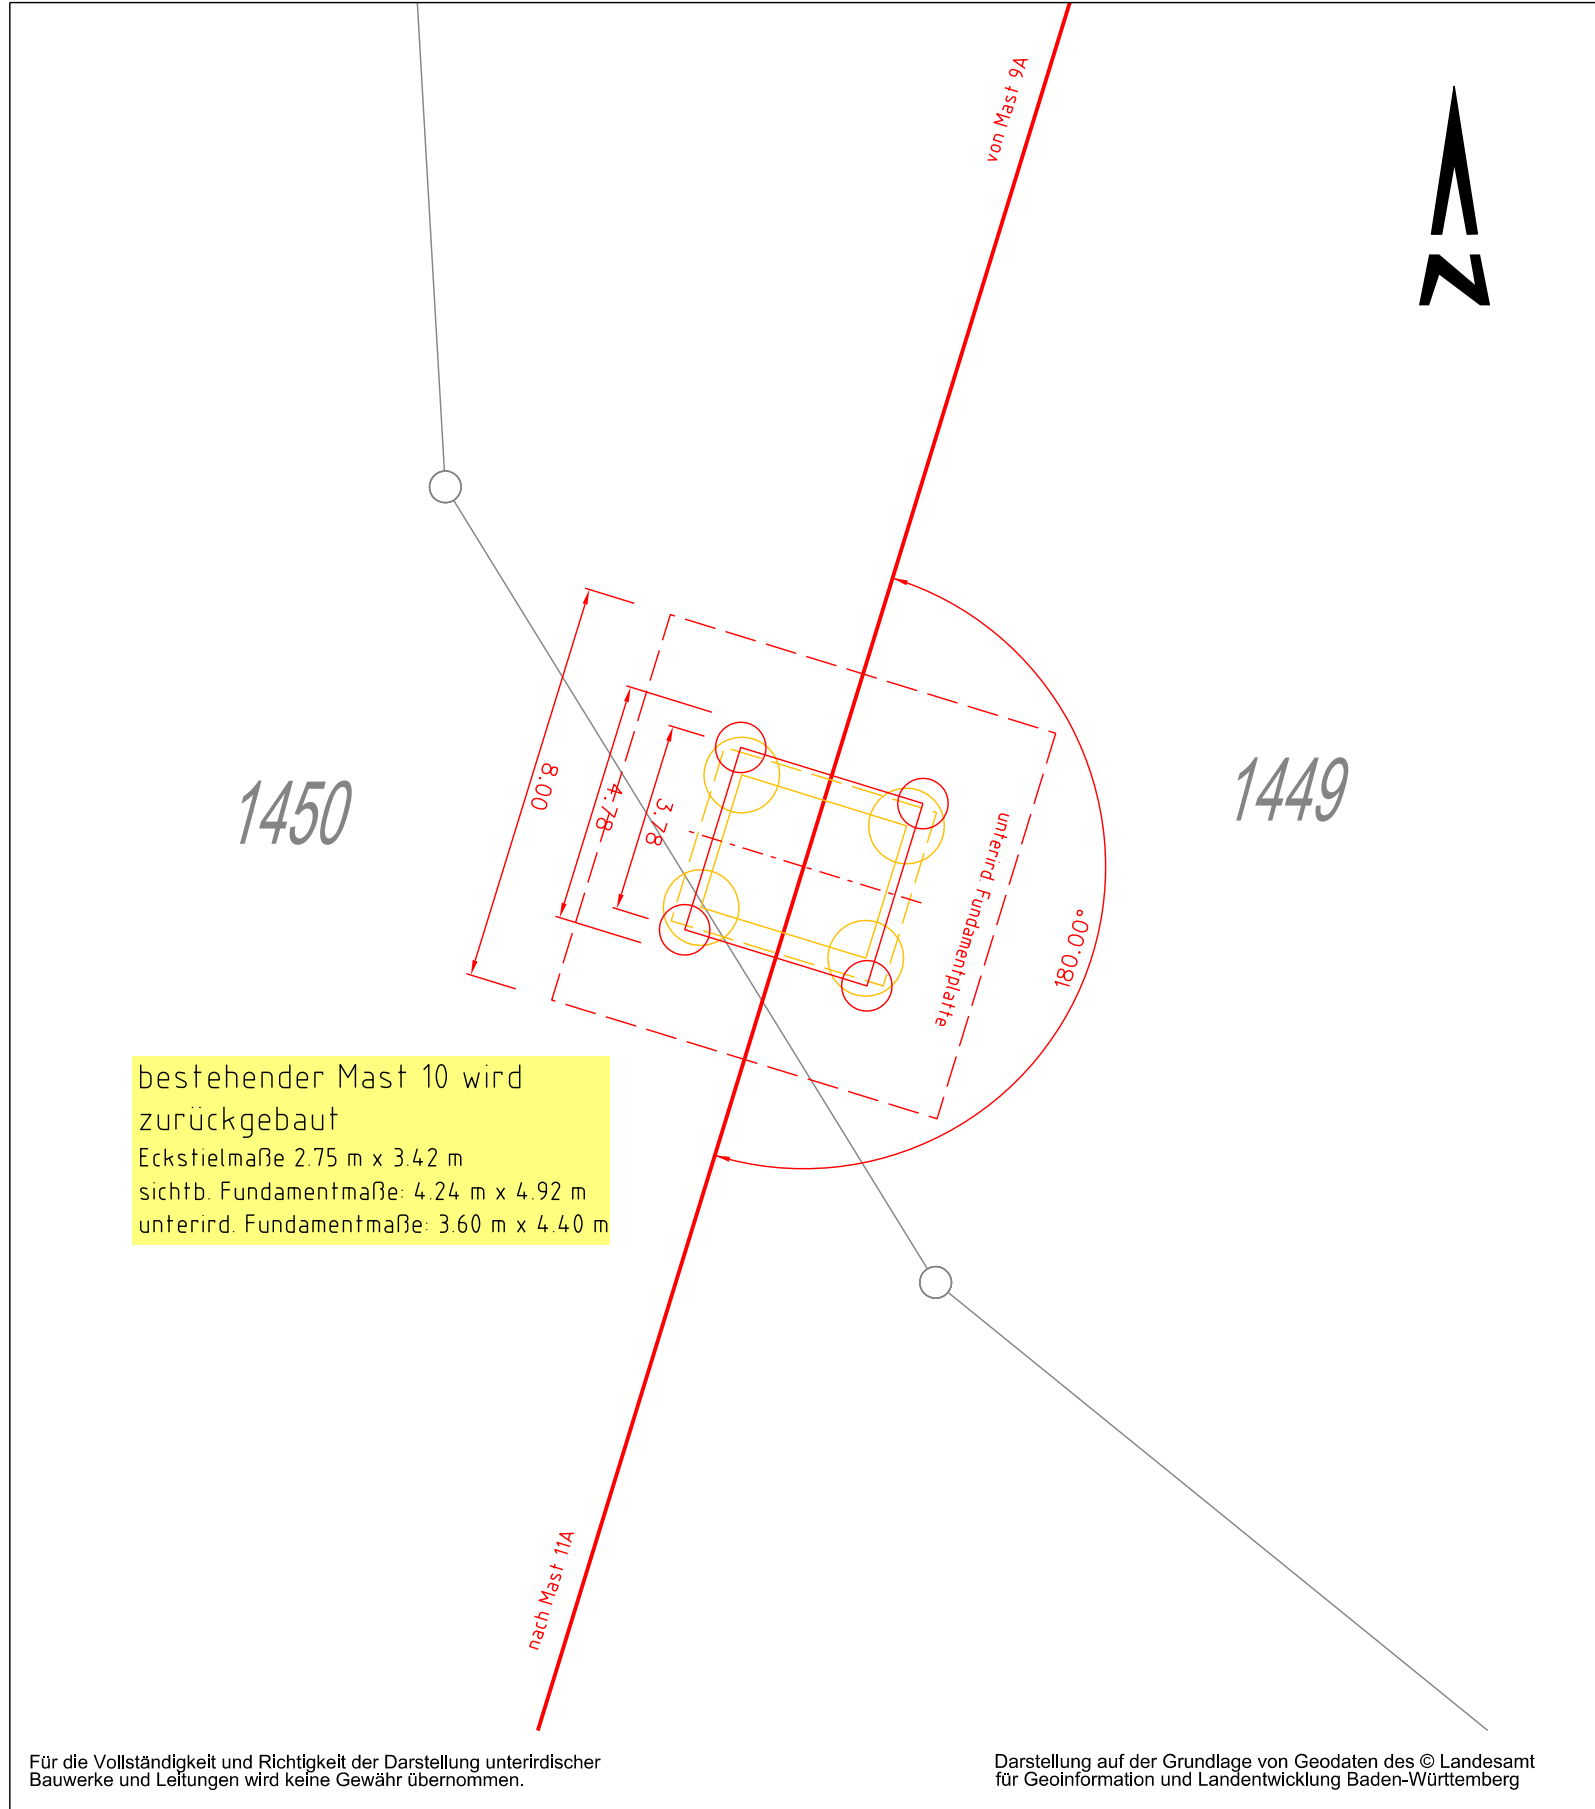 von Mast 9A
N
8.00
4.78
3.78
1450
1449
unterird. Fundamentplatte
180.00°
bestehender Mast 10 wird
zurückgebaut
Eckstielmaße 2.75 m x 3.42 m
sichtb. Fundamentmaße: 4.24 m x 4.92 m
unterird. Fundamentmaße: 3.60 m x 4.40 m
nach Mast 11A
Für die Vollständigkeit und Richtigkeit der Darstellung unterirdischer
Bauwerke und Leitungen wird keine Gewähr übernommen.
Darstellung auf der Grundlage von Geodaten des © Landesamt
für Geoinformation und Landentwicklung Baden-Württemberg